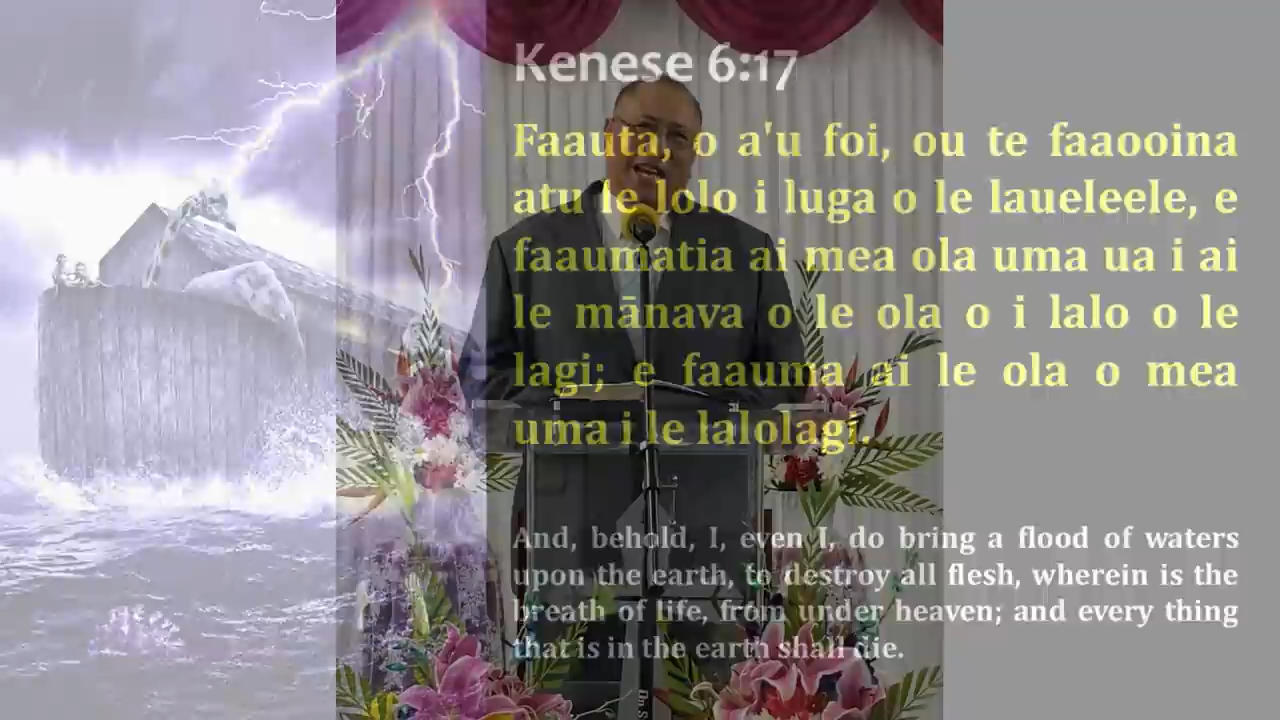 Kenese 6:17
Faauta, o a'u foi, ou te faaooina
atu le lolo i luga o le laueleele, e
faaumatia ai mea ola uma ua i ai
le mānava o le ola o i lalo o le
lagi; e faauma ai le ola o mea
uma i le lalolagi.
And, behold, I, even I, do bring a flood of waters
upon the earth, to destroy all flesh, wherein is the
breath of life, from under heaven; and every thing
that is in the earth shall die.